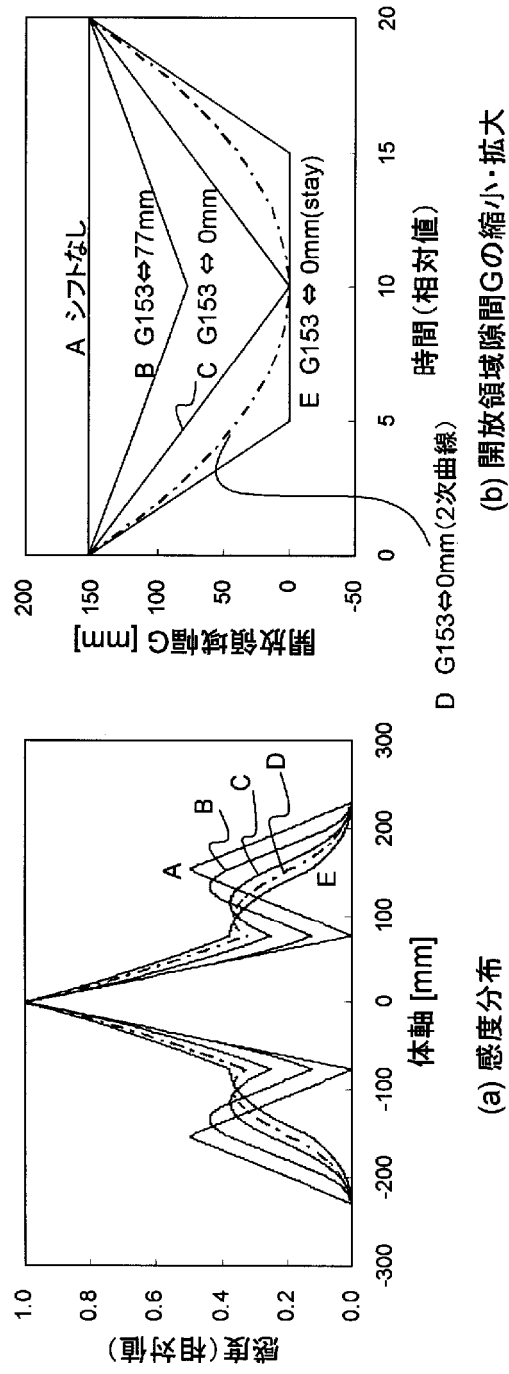 1.0
0.8
0.6
0.4
0.2
0.0
感度(相対値)
-300
-200
-100
0
100
200
300
体軸 [mm]
A
B
C
D
E
(a) 感度分布
200
150
100
50
0
-50
開放領域幅G [mm]
0
5
10
15
20
時間(相対値)
A シフトなし
B G153⇔77mm
C G153 ⇔ 0mm
E G153 ⇔ 0mm(stay)
D G153⇔0mm(2次曲線)
(b) 開放領域隙間Gの縮小・拡大